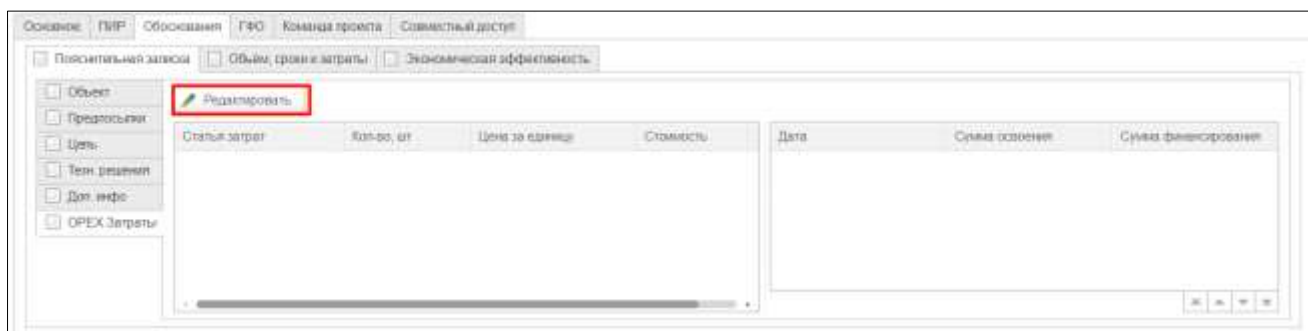 Основное ПИР Обоснования ГФО Команда проекта Совместный доступ
Пояснительная записка Объём, сроки и затраты Экономическая эффективность
Объект
Редактировать
Предпосылки
Статья затрат Кол-во, шт Цена за единицу Стоимость Дата Сумма освоения Сумма финансирования
Цель
Техн. решения
Доп. инфо
OPEX Затраты